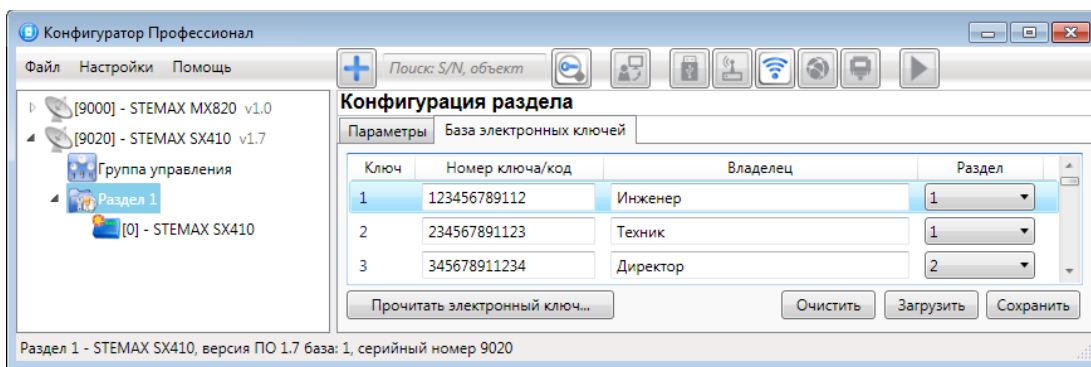 Конфигуратор Профессионал
Файл Настройки Помощь
Поиск: S/N, объект
[9000] - STEMAX MX820 v1.0
[9020] - STEMAX SX410 v1.7
Группа управления
Раздел 1
[0] - STEMAX SX410
Конфигурация раздела
Параметры База электронных ключей
Ключ Номер ключа/код Владелец Раздел
1 123456789112 Инженер 1
2 234567891123 Техник 1
3 345678911234 Директор 2
Прочитать электронный ключ... Очистить Загрузить Сохранить
Раздел 1 - STEMAX SX410, версия ПО 1.7 база: 1, серийный номер 9020